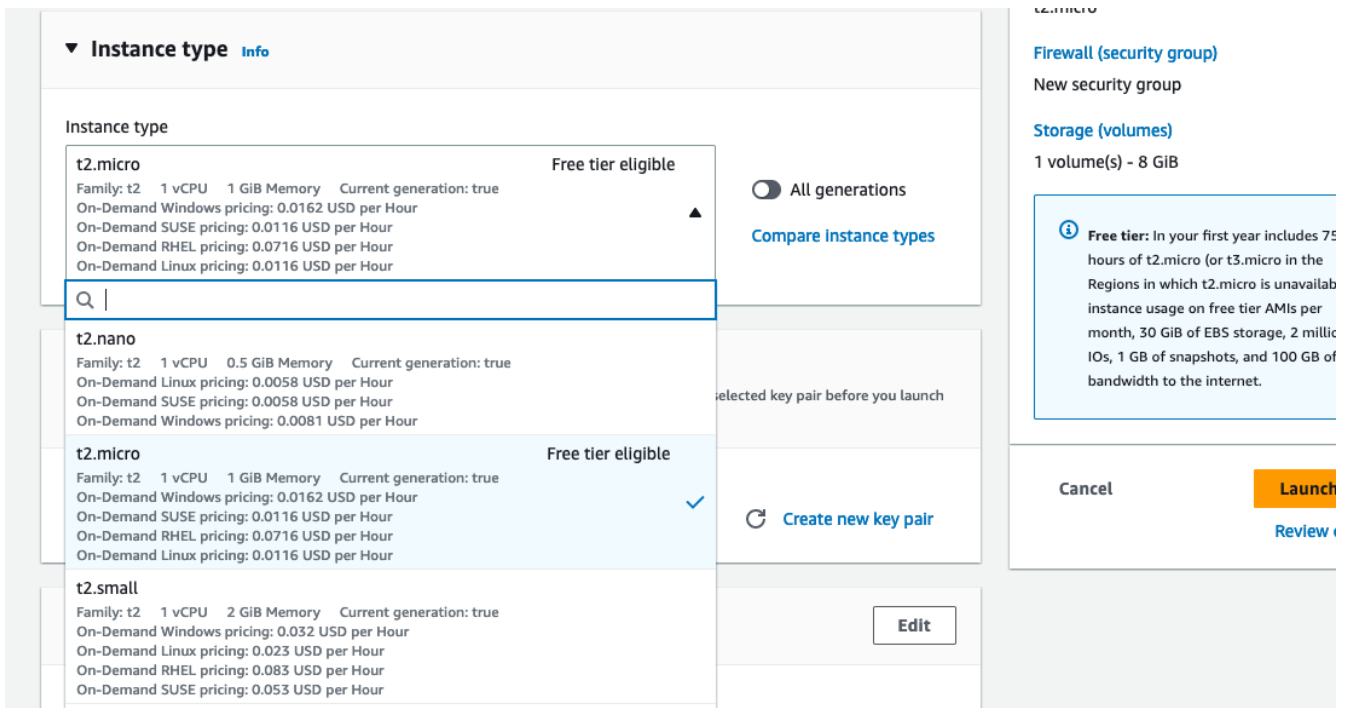 t2.micro
▼ Instance type Info
Instance type
t2.micro Free tier eligible
Family: t2 1 vCPU 1 GiB Memory Current generation: true
On-Demand Windows pricing: 0.0162 USD per Hour
On-Demand SUSE pricing: 0.0116 USD per Hour
On-Demand RHEL pricing: 0.0716 USD per Hour
On-Demand Linux pricing: 0.0116 USD per Hour
All generations
Compare instance types
t2.nano
Family: t2 1 vCPU 0.5 GiB Memory Current generation: true
On-Demand Linux pricing: 0.0058 USD per Hour
On-Demand SUSE pricing: 0.0058 USD per Hour
On-Demand Windows pricing: 0.0081 USD per Hour
t2.micro Free tier eligible
Family: t2 1 vCPU 1 GiB Memory Current generation: true
On-Demand Windows pricing: 0.0162 USD per Hour
On-Demand SUSE pricing: 0.0116 USD per Hour
On-Demand RHEL pricing: 0.0716 USD per Hour
On-Demand Linux pricing: 0.0116 USD per Hour
t2.small
Family: t2 1 vCPU 2 GiB Memory Current generation: true
On-Demand Windows pricing: 0.032 USD per Hour
On-Demand Linux pricing: 0.023 USD per Hour
On-Demand RHEL pricing: 0.083 USD per Hour
On-Demand SUSE pricing: 0.053 USD per Hour
selected key pair before you launch
Create new key pair
Edit
Firewall (security group)
New security group
Storage (volumes)
1 volume(s) - 8 GiB
Free tier: In your first year includes 75
hours of t2.micro (or t3.micro in the
Regions in which t2.micro is unavailab
instance usage on free tier AMIs per
month, 30 GiB of EBS storage, 2 millic
IOs, 1 GB of snapshots, and 100 GB of
bandwidth to the internet.
Cancel
Launch
Review